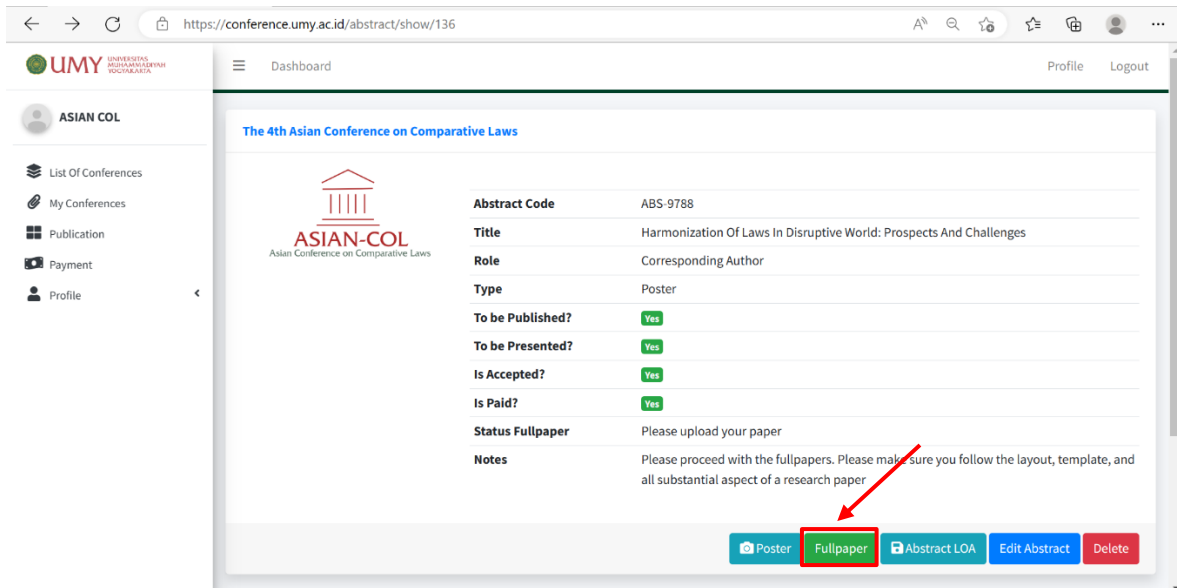 https://conference.umy.ac.id/abstract/show/136
UMY UNIVERSITAS MUHAMMADIYAH YOGYAKARTA
Dashboard
Profile
Logout
ASIAN COL
List Of Conferences
My Conferences
Publication
Payment
Profile
The 4th Asian Conference on Comparative Laws
ASIAN-COL
Asian Conference on Comparative Laws
Abstract Code ABS-9788
Title Harmonization Of Laws In Disruptive World: Prospects And Challenges
Role Corresponding Author
Type Poster
To be Published? Yes
To be Presented? Yes
Is Accepted? Yes
Is Paid? Yes
Status Fullpaper Please upload your paper
Notes Please proceed with the fullpapers. Please make sure you follow the layout, template, and
all substantial aspect of a research paper
Poster Fullpaper Abstract LOA Edit Abstract Delete